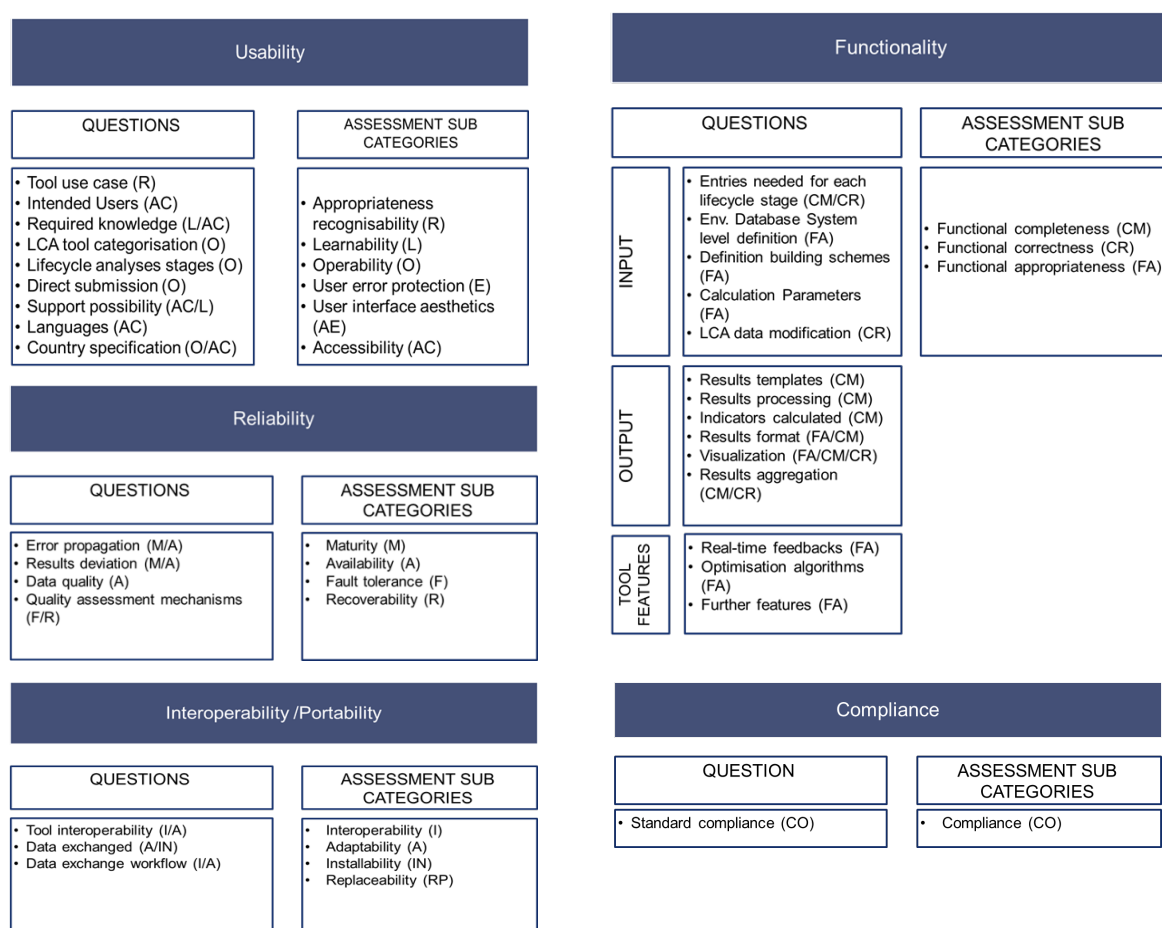 Usability
QUESTIONS
ASSESSMENT SUB
CATEGORIES
• Tool use case (R)
• Intended Users (AC)
• Required knowledge (L/AC)
• LCA tool categorisation (O)
• Lifecycle analyses stages (O)
• Direct submission (O)
• Support possibility (AC/L)
• Languages (AC)
• Country specification (O/AC)
• Appropriateness
recognisability (R)
• Learnability (L)
• Operability (O)
• User error protection (E)
• User interface aesthetics
(AE)
• Accessibility (AC)
Reliability
QUESTIONS
ASSESSMENT SUB
CATEGORIES
• Error propagation (M/A)
• Results deviation (M/A)
• Data quality (A)
• Quality assessment mechanisms
(F/R)
• Maturity (M)
• Availability (A)
• Fault tolerance (F)
• Recoverability (R)
Interoperability /Portability
QUESTIONS
ASSESSMENT SUB
CATEGORIES
• Tool interoperability (I/A)
• Data exchanged (A/IN)
• Data exchange workflow (I/A)
• Interoperability (I)
• Adaptability (A)
• Installability (IN)
• Replaceability (RP)
Functionality
QUESTIONS
ASSESSMENT SUB
CATEGORIES
INPUT
• Entries needed for each
lifecycle stage (CM/CR)
• Env. Database System
level definition (FA)
• Definition building schemes
(FA)
• Calculation Parameters
(FA)
• LCA data modification (CR)
• Functional completeness (CM)
• Functional correctness (CR)
• Functional appropriateness (FA)
OUTPUT
• Results templates (CM)
• Results processing (CM)
• Indicators calculated (CM)
• Results format (FA/CM)
• Visualization (FA/CM/CR)
• Results aggregation
(CM/CR)
TOOL
FEATURES
• Real-time feedbacks (FA)
• Optimisation algorithms
(FA)
• Further features (FA)
Compliance
QUESTION
ASSESSMENT SUB
CATEGORIES
• Standard compliance (CO)
• Compliance (CO)